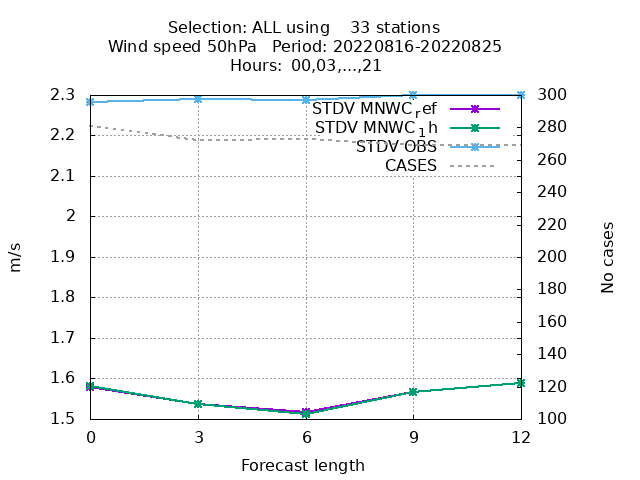 Selection: ALL using    33 stations
Wind speed 50hPa   Period: 20220816-20220825
Hours: 00,03,...,21
2.3
2.2
2.1
2
1.9
1.8
1.7
1.6
1.5
m/s
STDV MNWC_ref
STDV MNWC_1h
STDV OBS
CASES
300
280
260
240
220
200
180
160
140
120
100
No cases
0 3 6 9 12
Forecast length